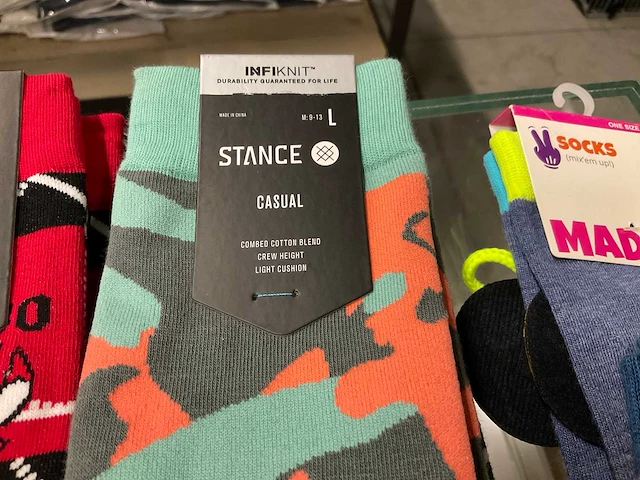 INFIKNIT™
DURABILITY GUARANTEED FOR LIFE
MADE IN CHINA
M: 9-13 L
STANCE
CASUAL
COMBED COTTON BLEND
CREW HEIGHT
LIGHT CUSHION
ONE SIZE
SOCKS
(mix'em up!)
MAD